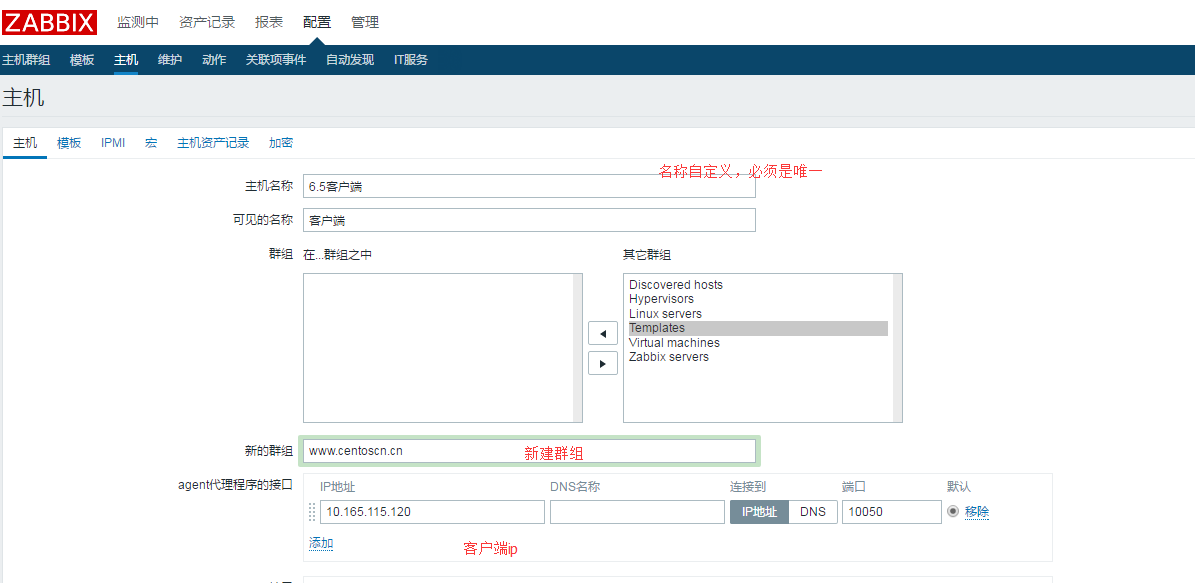 ZABBIX 监测中 资产记录 报表 配置 管理
主机群组 模板 主机 维护 动作 关联项事件 自动发现 IT服务
主机
主机 模板 IPMI 宏 主机资产记录 加密
名称自定义，必须是唯一
主机名称 6.5客户端
可见的名称 客户端
群组 在...群组之中 其它群组
Discovered hosts
Hypervisors
Linux servers
Templates
Virtual machines
Zabbix servers
新的群组 www.centoscn.cn 新建群组
agent代理程序的接口 IP地址 DNS名称 连接到 端口 默认
10.165.115.120 IP地址 DNS 10050 移除
添加 客户端ip